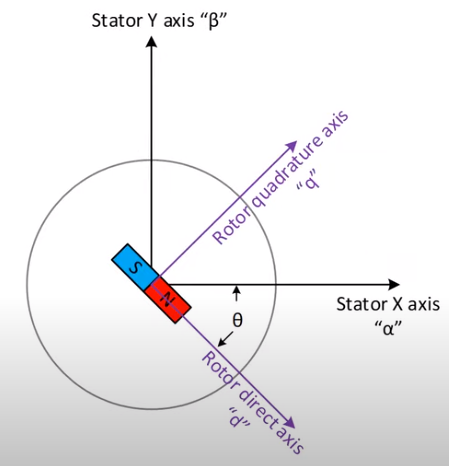 Stator Y axis “β”
Rotor quadrature axis
“q”
S
N
Stator X axis
“α”
θ
Rotor direct axis
“d”